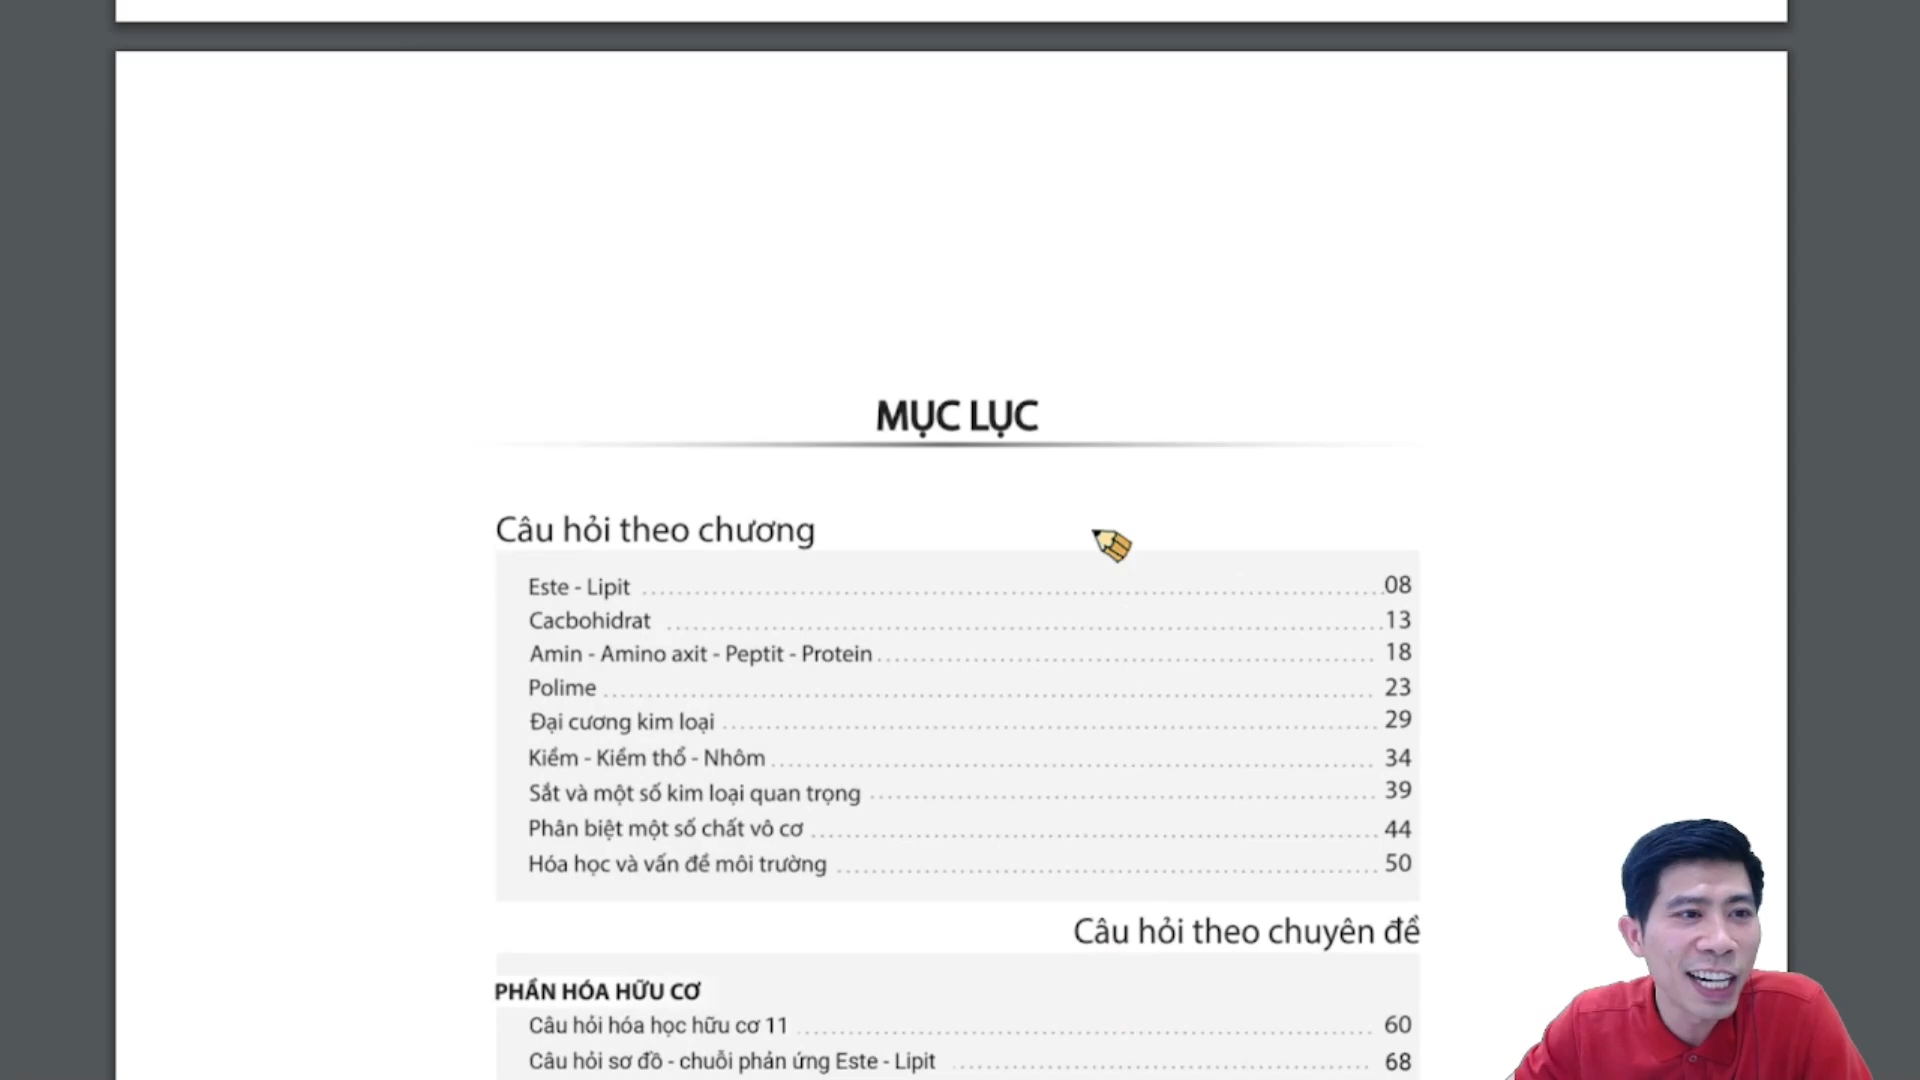 MỤC LỤC
Câu hỏi theo chương
Este - Lipit ........................ 08
Cacbohidrat ........................ 13
Amin - Amino axit - Peptit - Protein ........................ 18
Polime ........................ 23
Đại cương kim loại ........................ 29
Kiềm - Kiềm thổ - Nhôm ........................ 34
Sắt và một số kim loại quan trọng ........................ 39
Phân biệt một số chất vô cơ ........................ 44
Hóa học và vấn đề môi trường ........................ 50
Câu hỏi theo chuyên đề
PHẦN HÓA HỮU CƠ
Câu hỏi hóa học hữu cơ 11 ........................ 60
Câu hỏi sơ đồ - chuỗi phản ứng Este - Lipit ........................ 68